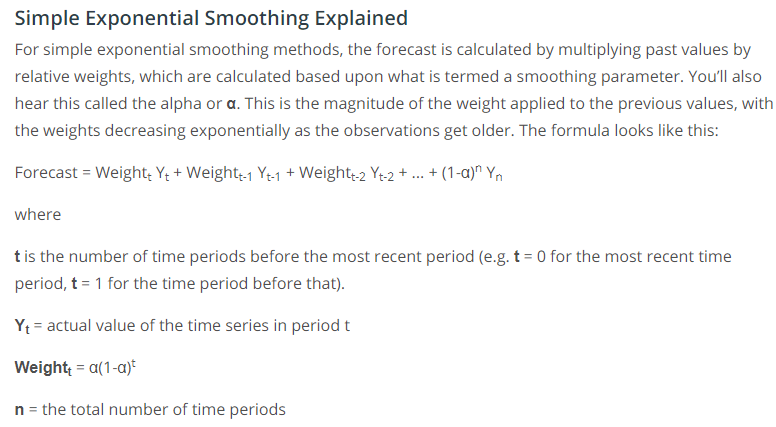 Simple Exponential Smoothing Explained
For simple exponential smoothing methods, the forecast is calculated by multiplying past values by
relative weights, which are calculated based upon what is termed a smoothing parameter. You’ll also
hear this called the alpha or α. This is the magnitude of the weight applied to the previous values, with
the weights decreasing exponentially as the observations get older. The formula looks like this:
Forecast = Weightₜ Yₜ + Weightₜ₋₁ Yₜ₋₁ + Weightₜ₋₂ Yₜ₋₂ + ... + (1-α)ⁿ Yₙ
where
t is the number of time periods before the most recent period (e.g. t = 0 for the most recent time
period, t = 1 for the time period before that).
Yₜ = actual value of the time series in period t
Weightₜ = α(1-α)ᵗ
n = the total number of time periods